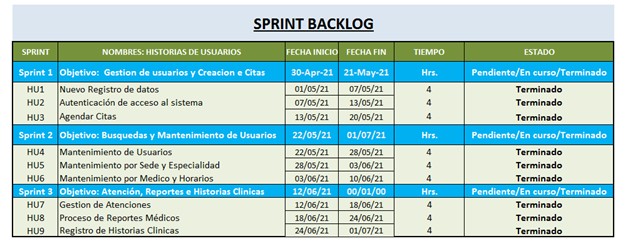 SPRINT BACKLOG
SPRINT NOMBRES: HISTORIAS DE USUARIOS FECHA INICIO FECHA FIN TIEMPO ESTADO
Sprint 1 Objetivo: Gestion de usuarios y Creacion e Citas 30-Apr-21 21-May-21 Hrs. Pendiente/En curso/Terminado
HU1 Nuevo Registro de datos 01/05/21 07/05/21 4 Terminado
HU2 Autenticación de acceso al sistema 07/05/21 13/05/21 4 Terminado
HU3 Agendar Citas 13/05/21 20/05/21 4 Terminado
Sprint 2 Objetivo: Busquedas y Mantenimiento de Usuarios 22/05/21 01/07/21 Hrs. Pendiente/En curso/Terminado
HU4 Mantenimiento de Usuarios 22/05/21 28/05/21 4 Terminado
HU5 Mantenimiento por Sede y Especialidad 28/05/21 03/06/21 4 Terminado
HU6 Mantenimiento por Medico y Horarios 03/06/21 10/06/21 4 Terminado
Sprint 3 Objetivo: Atención, Reportes e Historias Clinicas 12/06/21 00/01/00 Hrs. Pendiente/En curso/Terminado
HU7 Gestion de Atenciones 12/06/21 18/06/21 4 Terminado
HU8 Proceso de Reportes Médicos 18/06/21 24/06/21 4 Terminado
HU9 Registro de Historias Clinicas 24/06/21 01/07/21 4 Terminado